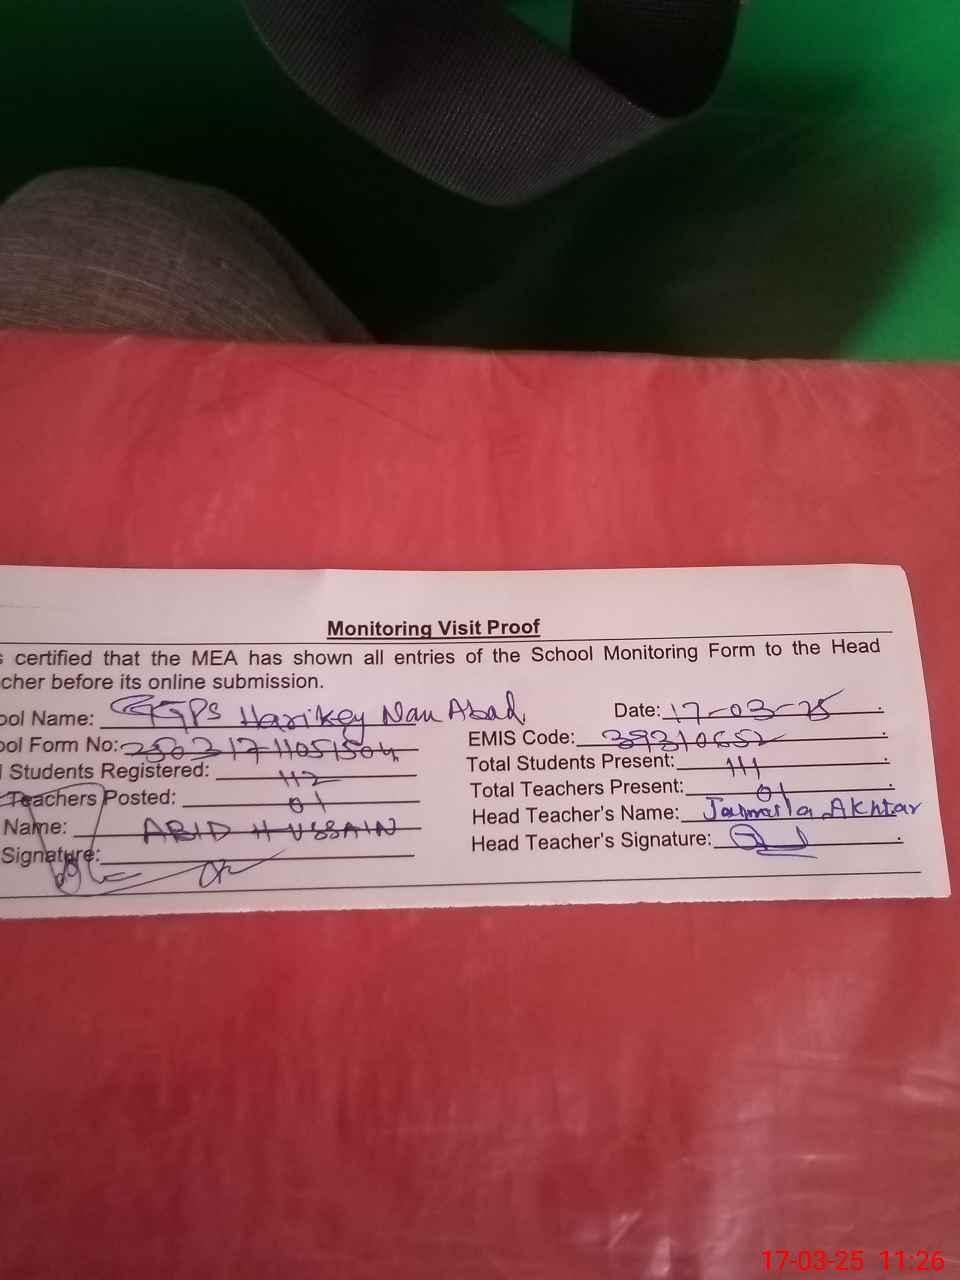 Monitoring Visit Proof
s certified that the MEA has shown all entries of the School Monitoring Form to the Head
cher before its online submission.
ool Name: GGPS Harikey Nau Abad Date: 17-03-25
ool Form No: EMIS Code: 39310652
l Students Registered: 112 Total Students Present: 111
Teachers Posted: 01 Total Teachers Present: 01
Name: ABID HUSSAIN Head Teacher's Name: Jamila Akhtar
Signature: Head Teacher's Signature:
17-03-25 11:26